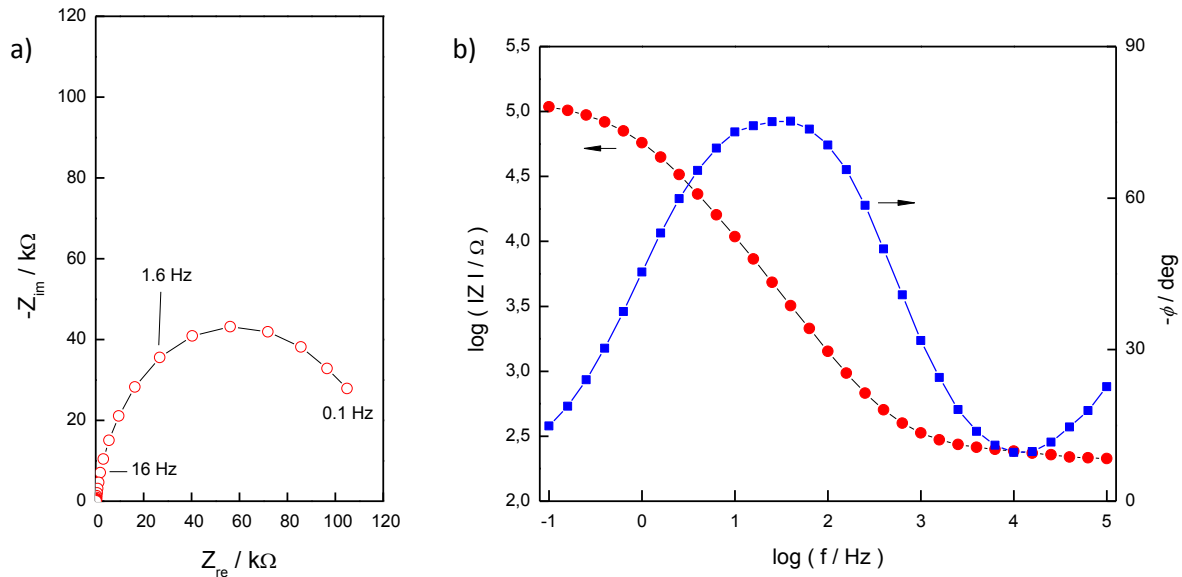 a)
120
100
80
60
40
20
0
-Z_im / kΩ
1.6 Hz
16 Hz
0.1 Hz
0 20 40 60 80 100 120
Z_re / kΩ
b)
5,5
5,0
4,5
4,0
3,5
3,0
2,5
2,0
log ( IZ I / Ω )
90
60
30
0
-ϕ / deg
-1 0 1 2 3 4 5
log ( f / Hz )